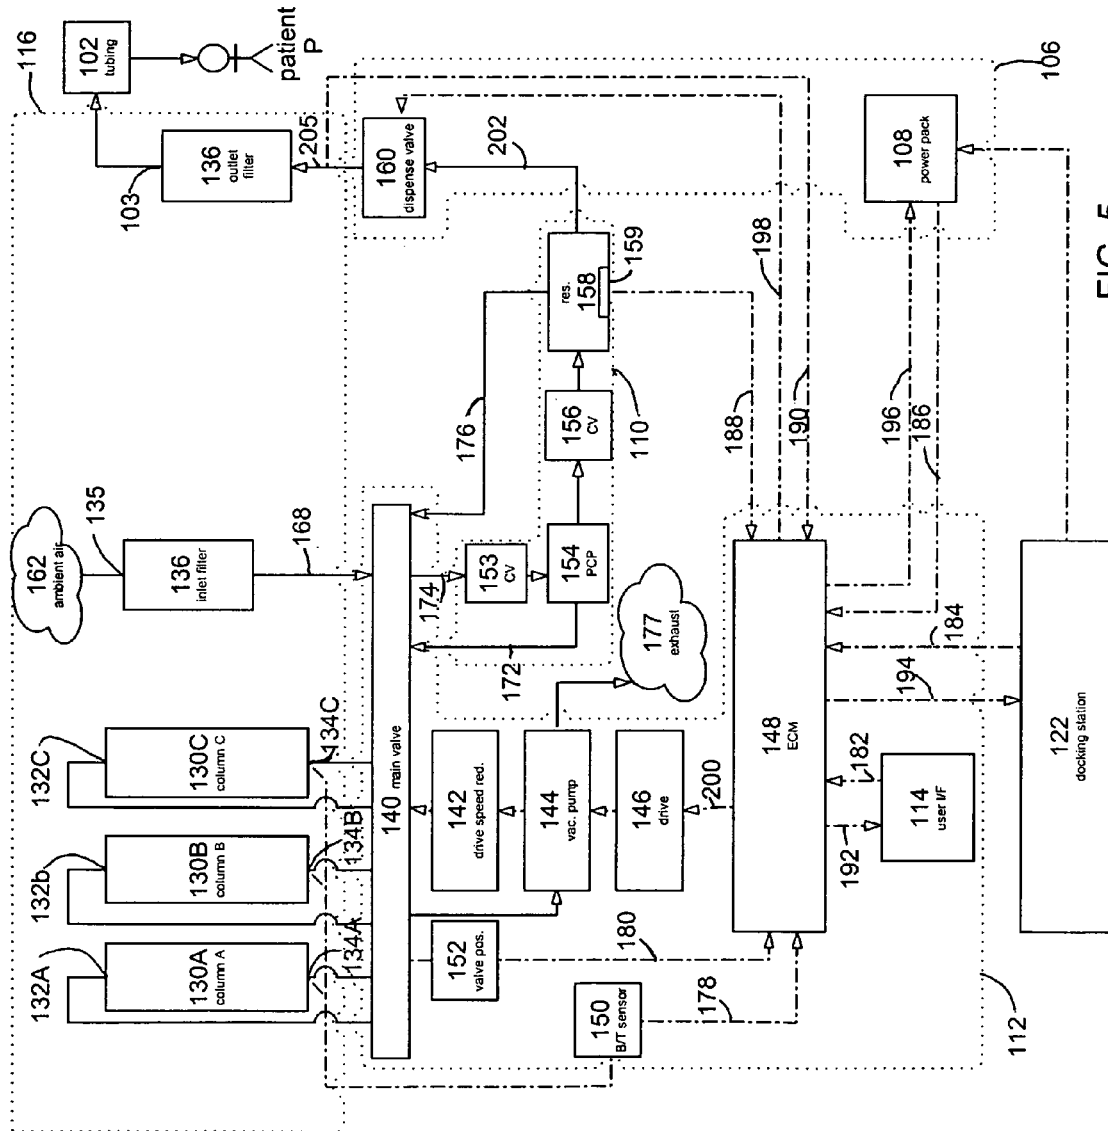 116
102
tubing
patient
P
136
outlet
filter
103
205
160
dispense valve
202
106
108
power pack
162
ambient air
135
136
inlet filter
168
176
res.
158
159
198
188
190
196
186
156
CV
110
153
CV
154
PCP
174
172
177
exhaust
132C
130C
column C
134C
132b
130B
column B
134B
132A
130A
column A
134A
140 main valve
142
drive speed red.
144
vac. pump
146
drive
200
148
ECM
184
194
182
192
114
user I/F
122
docking station
152
valve pos.
180
150
B/T sensor
178
112
FIG. 5